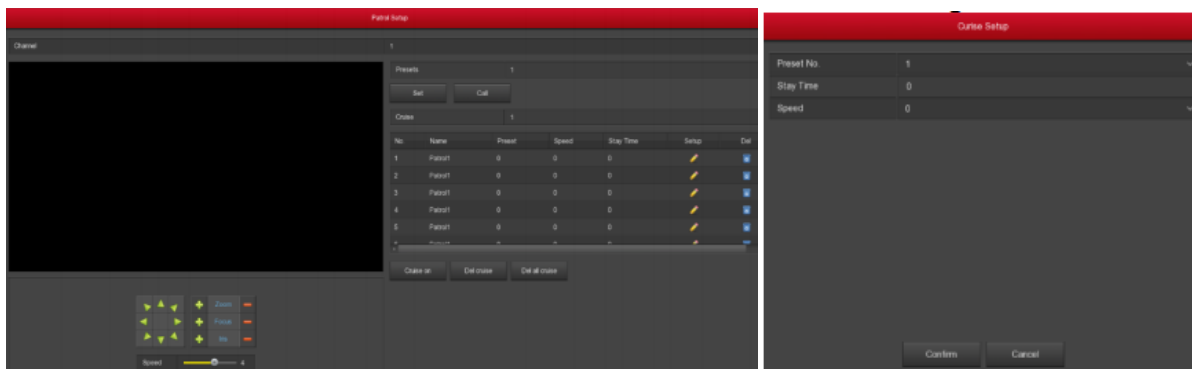 Patrol Setup
Channel 1
Presets 1
Set Call
Cruise 1
No. Name Preset Speed Stay Time Setup Del
1 Patrol1 0 0 0
2 Patrol1 0 0 0
3 Patrol1 0 0 0
4 Patrol1 0 0 0
5 Patrol1 0 0 0
Cruise on Del cruise Del all cruise
Zoom
Focus
Iris
Speed 4
Curise Setup
Preset No. 1
Stay Time 0
Speed 0
Confirm Cancel